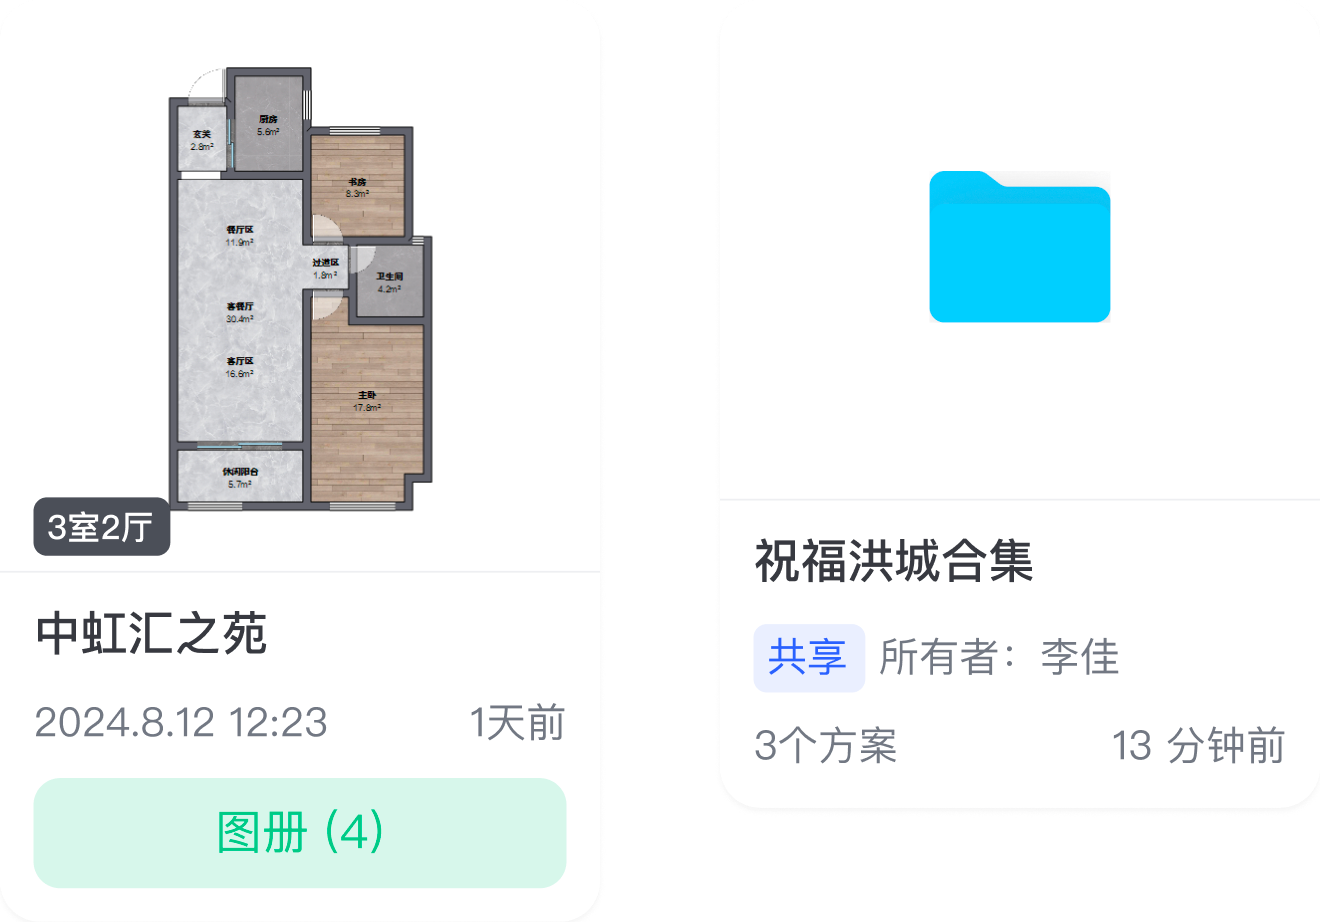 厨房
5.6m²
玄关
2.8m²
书房
8.3m²
餐厅区
11.9m²
过道区
1.8m²
卫生间
4.2m²
客餐厅
30.4m²
客厅区
16.6m²
主卧
17.8m²
休闲阳台
5.7m²
3室2厅
中虹汇之苑
2024.8.12 12:23 1天前
图册 (4)
祝福洪城合集
共享 所有者：李佳
3个方案 13 分钟前